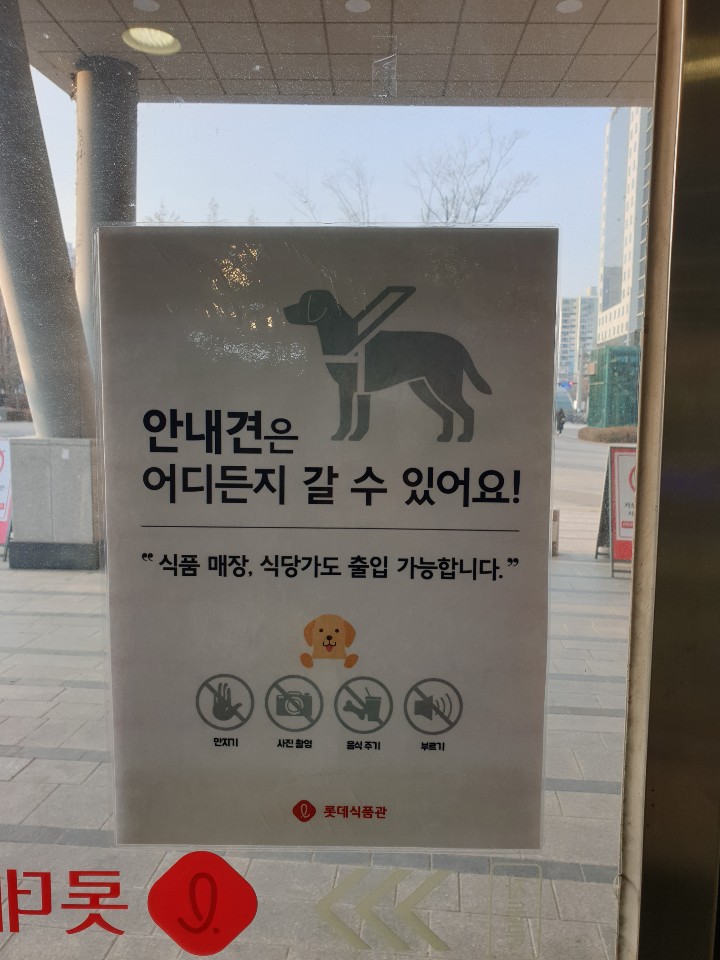 안내견은
어디든지 갈 수 있어요!
“식품 매장, 식당가도 출입 가능합니다.”
만지기
사진 촬영
음식 주기
부르기
롯데식품관
롯데